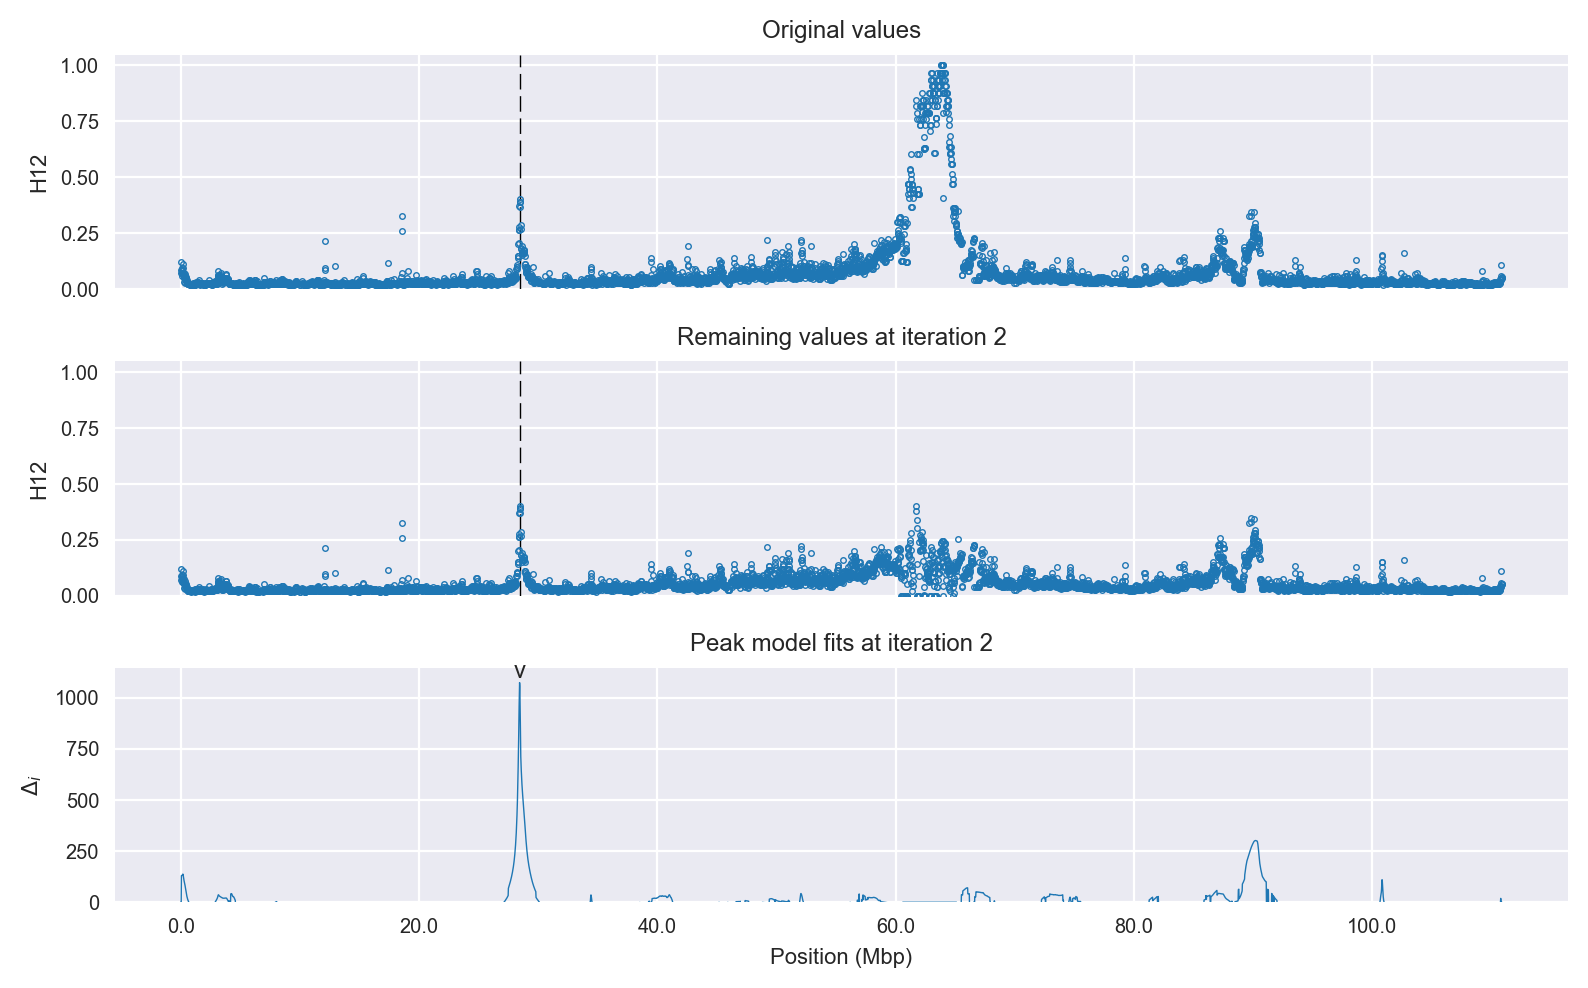 Original values
1.00
0.75
0.50
0.25
0.00
H12
Remaining values at iteration 2
1.00
0.75
0.50
0.25
0.00
H12
Peak model fits at iteration 2
v
1000
750
500
250
0
Δi
0.0 20.0 40.0 60.0 80.0 100.0
Position (Mbp)